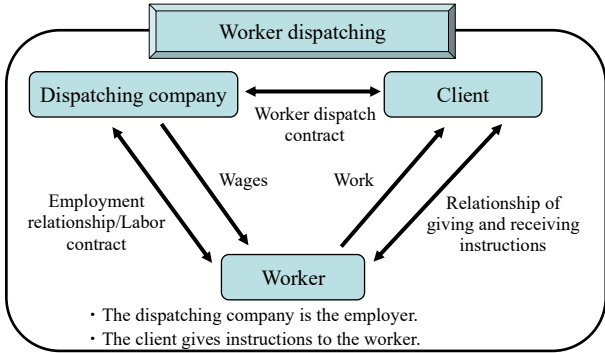 Worker dispatching
Dispatching company
Client
Worker dispatch
contract
Wages
Work
Employment
relationship/Labor
contract
Relationship of
giving and receiving
instructions
Worker
・The dispatching company is the employer.
・The client gives instructions to the worker.